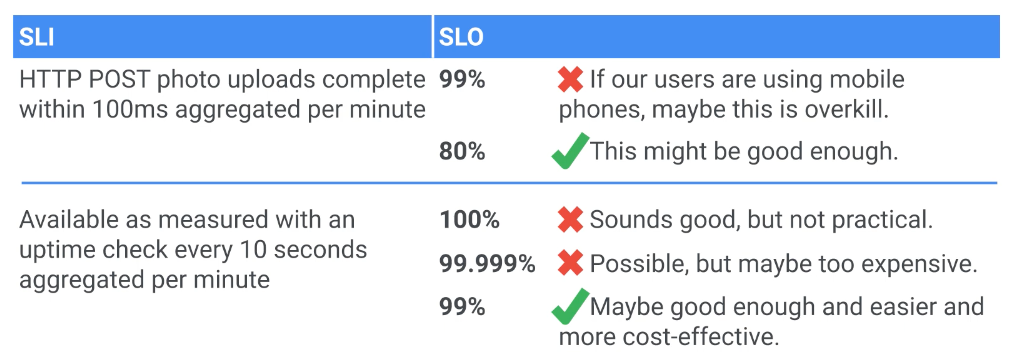 SLI SLO
HTTP POST photo uploads complete 99% If our users are using mobile
within 100ms aggregated per minute phones, maybe this is overkill.
80% This might be good enough.
Available as measured with an 100% Sounds good, but not practical.
uptime check every 10 seconds 99.999% Possible, but maybe too expensive.
aggregated per minute
99% Maybe good enough and easier and
more cost-effective.